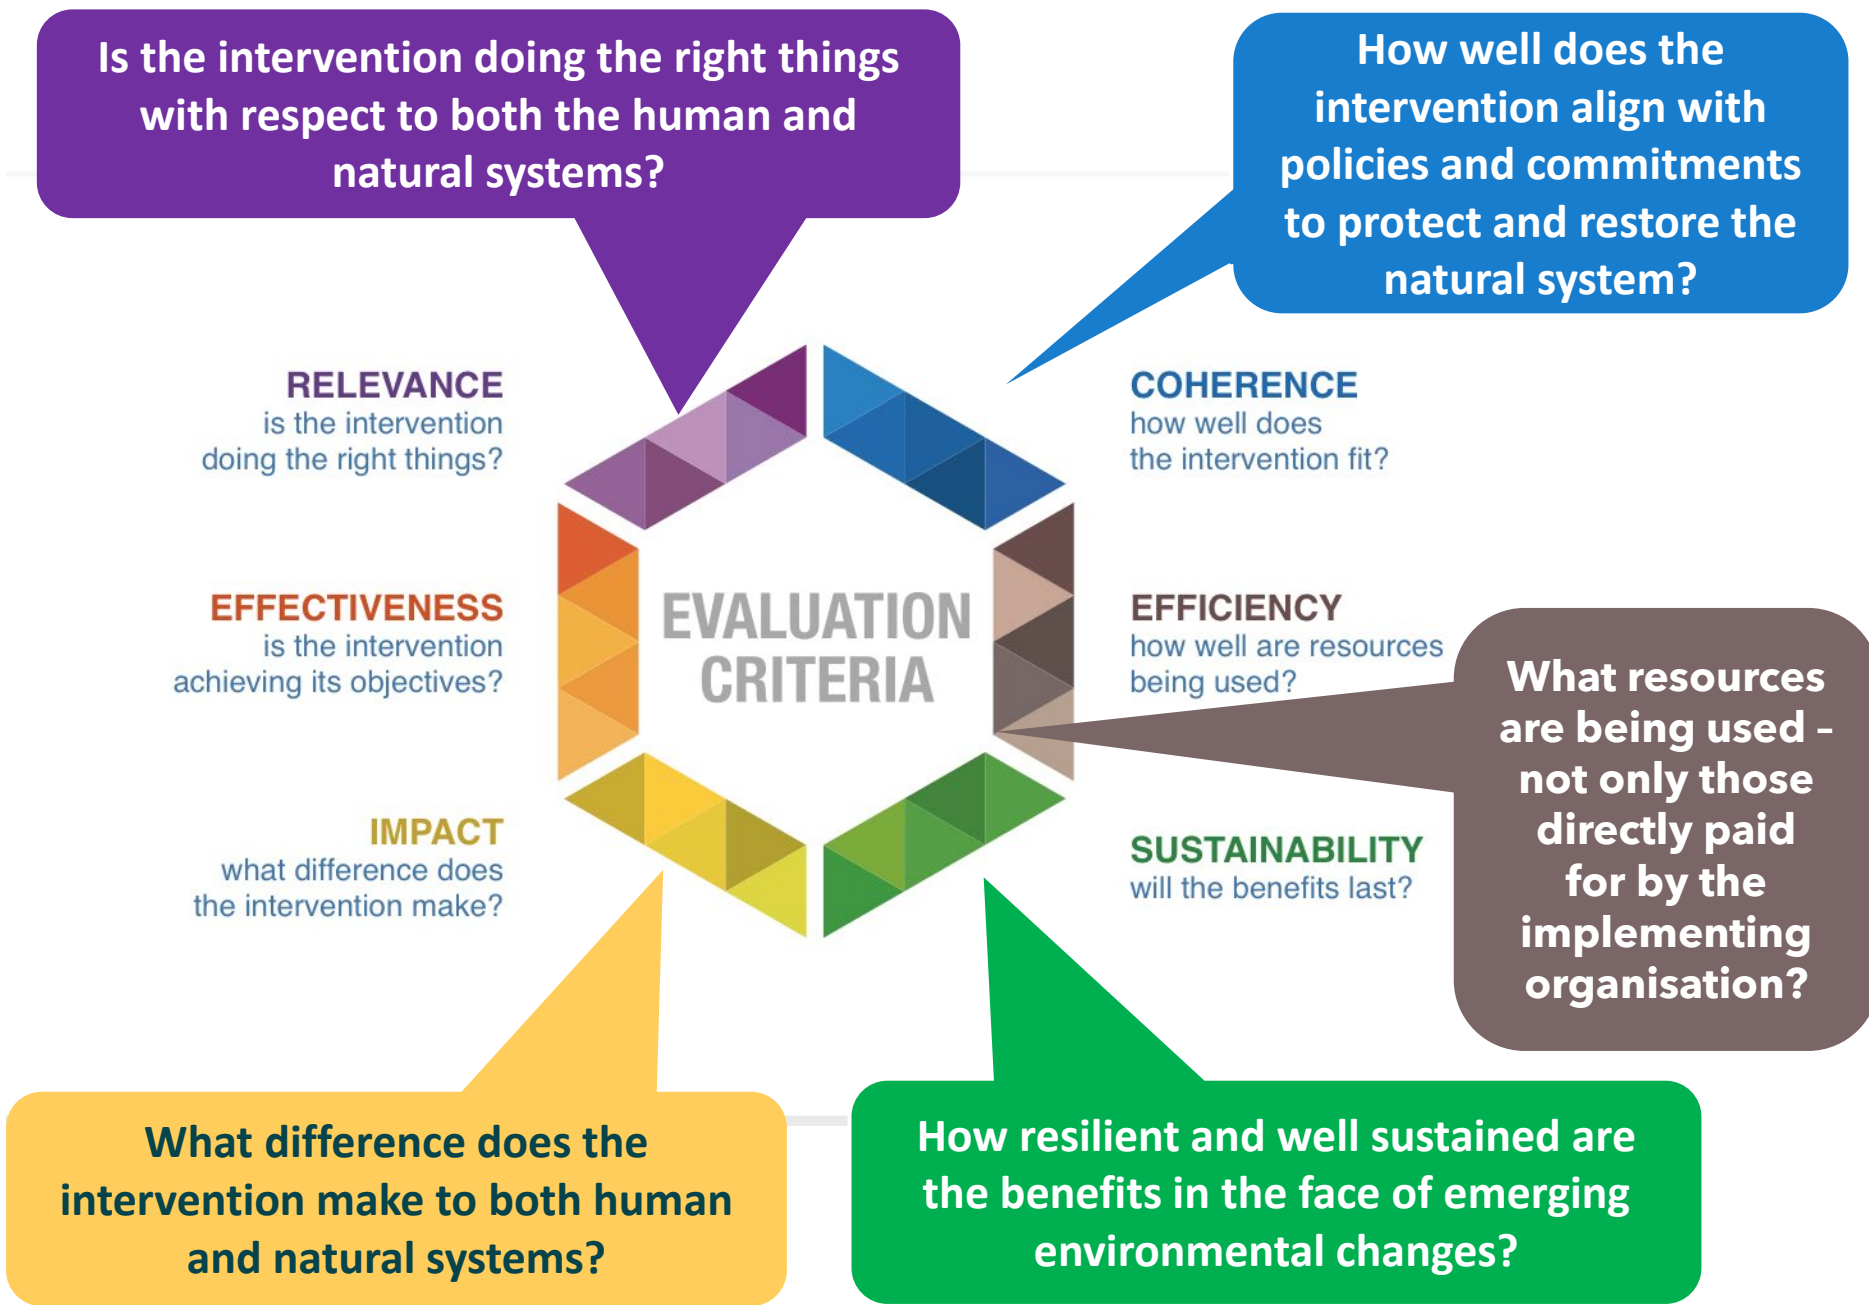 Is the intervention doing the right things
with respect to both the human and
natural systems?
How well does the
intervention align with
policies and commitments
to protect and restore the
natural system?
RELEVANCE
is the intervention
doing the right things?
COHERENCE
how well does
the intervention fit?
EFFECTIVENESS
is the intervention
achieving its objectives?
EVALUATION
CRITERIA
EFFICIENCY
how well are resources
being used?
What resources
are being used –
not only those
directly paid
for by the
implementing
organisation?
IMPACT
what difference does
the intervention make?
SUSTAINABILITY
will the benefits last?
What difference does the
intervention make to both human
and natural systems?
How resilient and well sustained are
the benefits in the face of emerging
environmental changes?